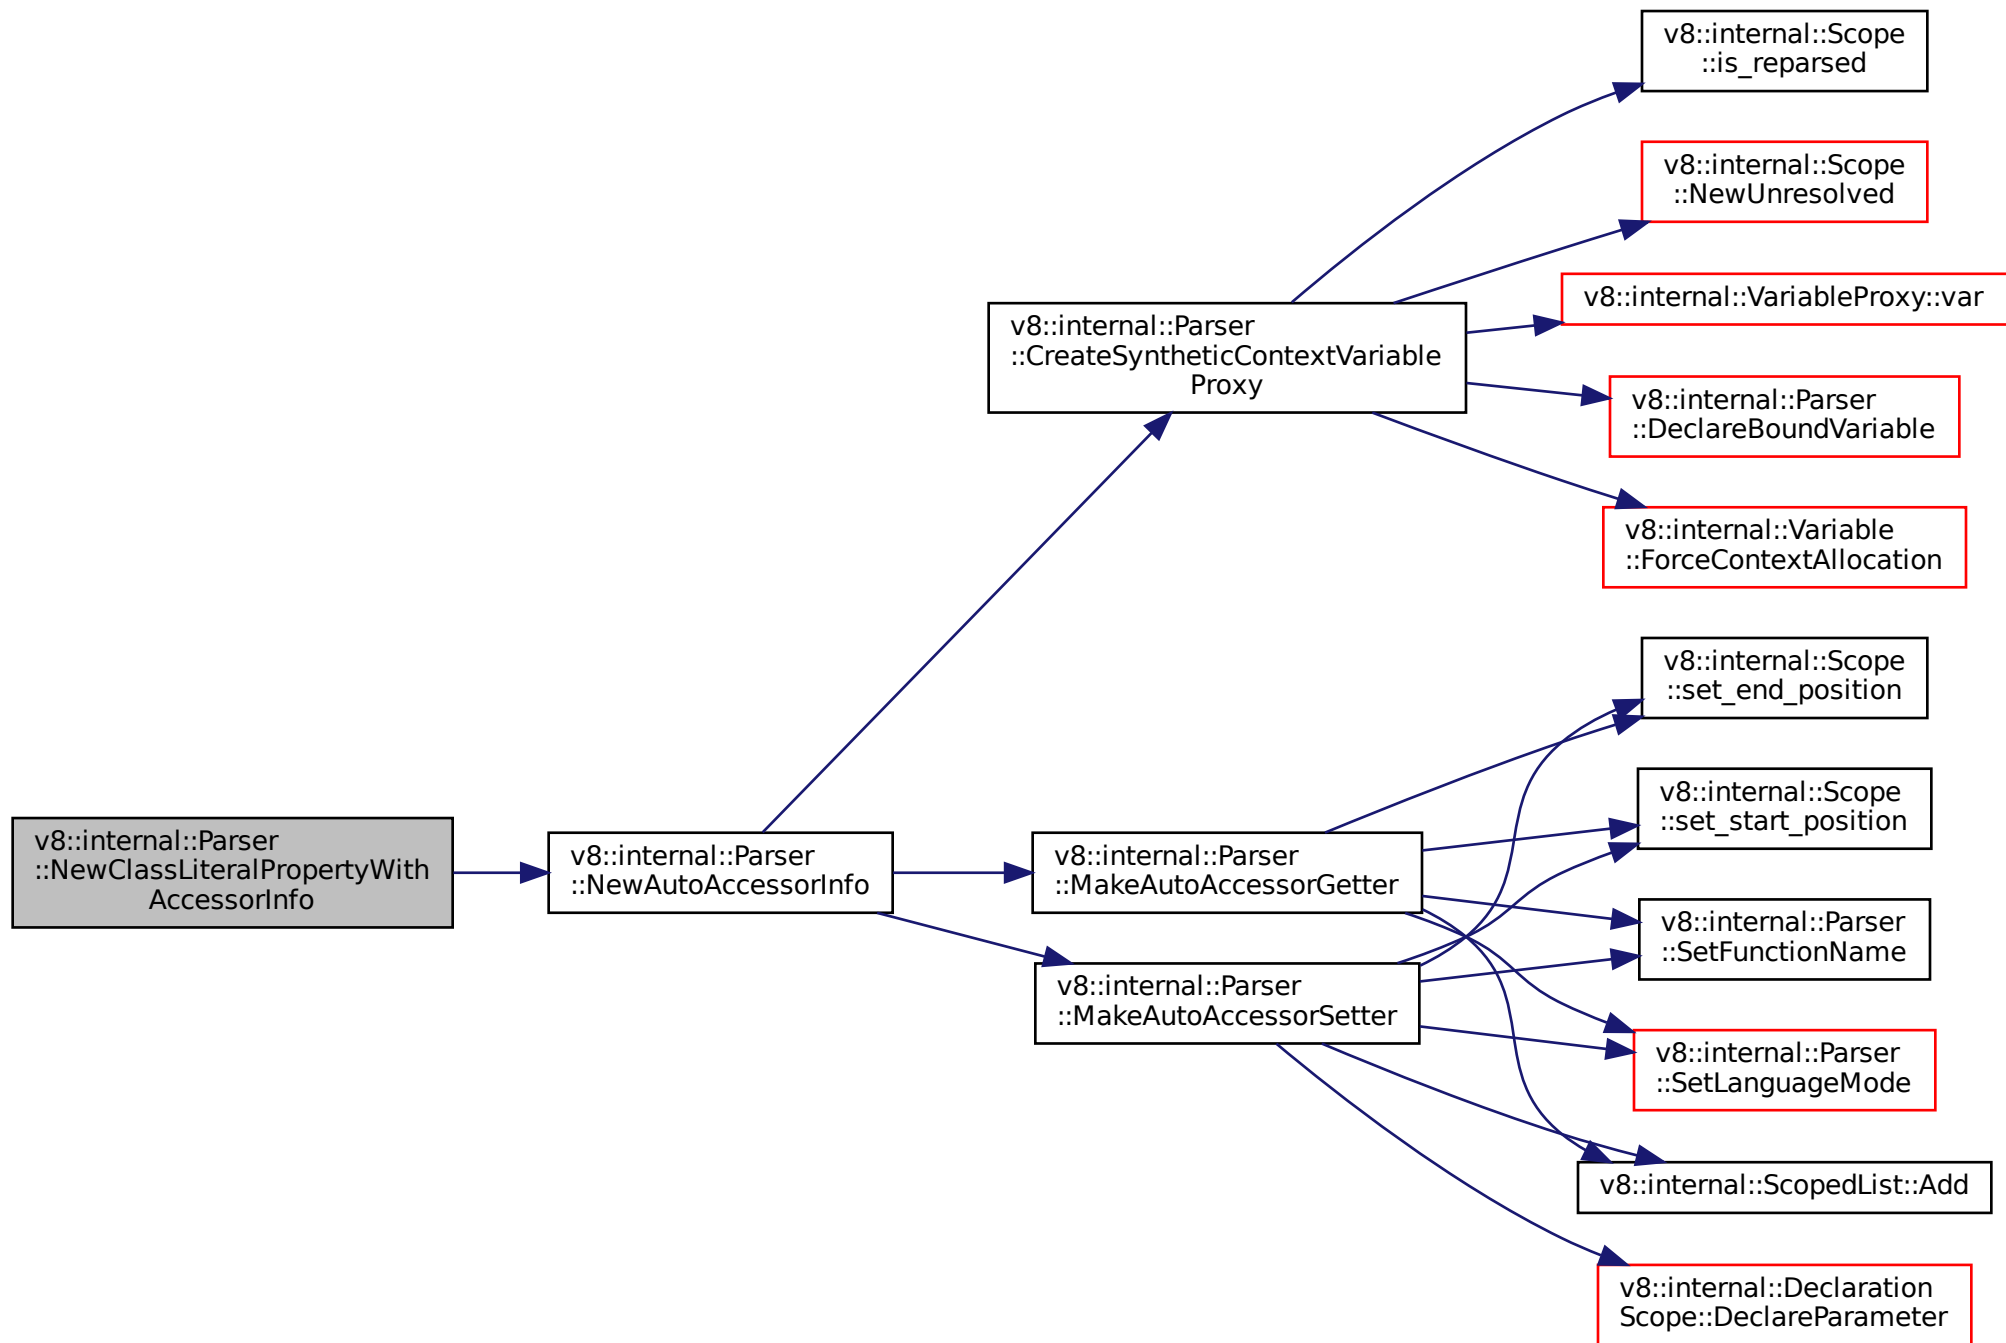 v8::internal::Scope
::is_reparsed
v8::internal::Scope
::NewUnresolved
v8::internal::VariableProxy::var
v8::internal::Parser
::CreateSyntheticContextVariable
Proxy
v8::internal::Parser
::DeclareBoundVariable
v8::internal::Variable
::ForceContextAllocation
v8::internal::Scope
::set_end_position
v8::internal::Scope
::set_start_position
v8::internal::Parser
::NewClassLiteralPropertyWith
AccessorInfo
v8::internal::Parser
::NewAutoAccessorInfo
v8::internal::Parser
::MakeAutoAccessorGetter
v8::internal::Parser
::SetFunctionName
v8::internal::Parser
::MakeAutoAccessorSetter
v8::internal::Parser
::SetLanguageMode
v8::internal::ScopedList::Add
v8::internal::Declaration
Scope::DeclareParameter